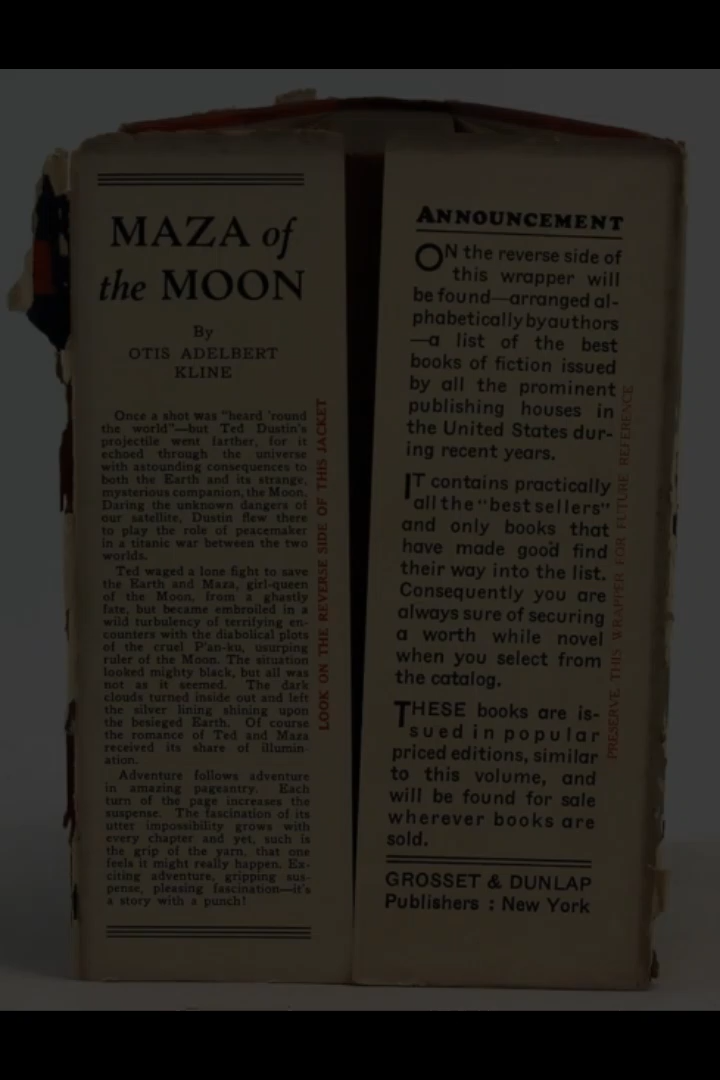 MAZA of
the MOON
By
OTIS ADELBERT
KLINE
Once a shot was "heard 'round
the world"—but Ted Dustin's
projectile went farther, for it
echoed through the universe
with astounding consequences to
both the Earth and its strange,
mysterious companion, the Moon.
Daring the unknown dangers of
our satellite, Dustin flew there
to play the role of peacemaker
in a titanic war between the two
worlds.
Ted waged a lone fight to save
the Earth and Maza, girl-queen
of the Moon, from a ghastly
fate, but became embroiled in a
wild turbulency of terrifying en-
counters with the diabolical plots
of the cruel P'an-ku, usurping
ruler of the Moon. The situation
looked mighty black, but all was
not as it seemed. The dark
clouds turned inside out and left
the silver lining shining upon
the besieged Earth. Of course
the romance of Ted and Maza
received its share of illumin-
ation.
Adventure follows adventure
in amazing pageantry. Each
turn of the page increases the
suspense. The fascination of its
utter impossibility grows with
every chapter and yet, such is
the grip of the yarn, that one
feels it might really happen. Ex-
citing adventure, gripping sus-
pense, pleasing fascination—it's
a story with a punch!
LOOK ON THE REVERSE SIDE OF THIS JACKET
ANNOUNCEMENT
ON the reverse side of
this wrapper will
be found—arranged al-
phabetically by authors
—a list of the best
books of fiction issued
by all the prominent
publishing houses in
the United States dur-
ing recent years.
IT contains practically
all the "best sellers"
and only books that
have made good find
their way into the list.
Consequently you are
always sure of securing
a worth while novel
when you select from
the catalog.
THESE books are is-
sued in popular
priced editions, similar
to this volume, and
will be found for sale
wherever books are
sold.
GROSSET & DUNLAP
Publishers : New York
PRESERVE THIS WRAPPER FOR FUTURE REFERENCE